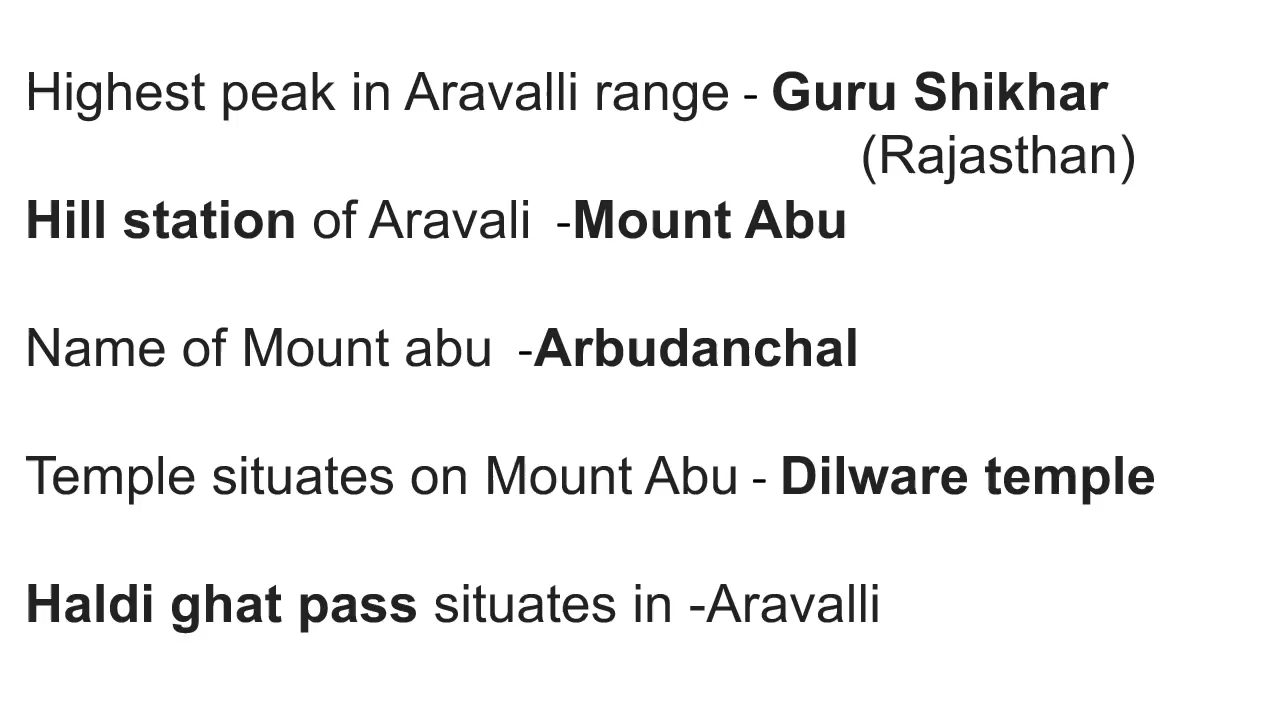 Highest peak in Aravalli range - Guru Shikhar
(Rajasthan)
Hill station of Aravali -Mount Abu
Name of Mount abu -Arbudanchal
Temple situates on Mount Abu - Dilware temple
Haldi ghat pass situates in -Aravalli